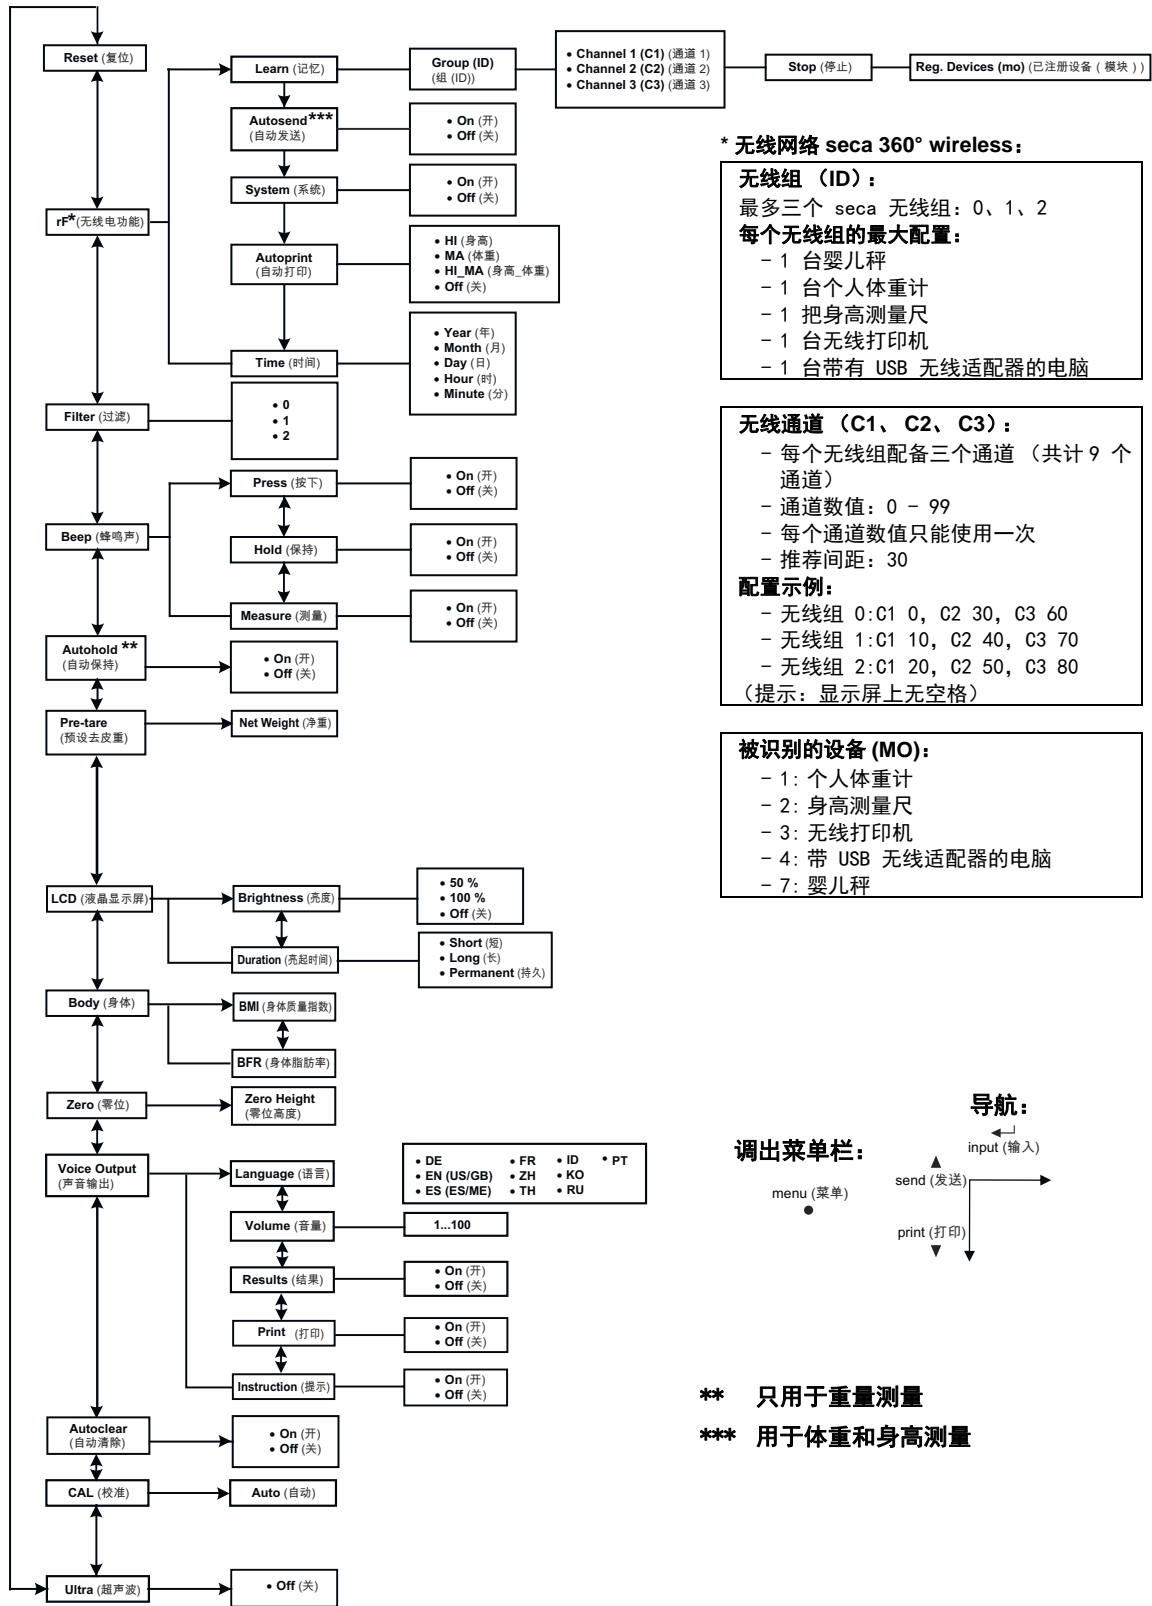 Reset (复位)
Learn (记忆)
Group (ID)
(组 (ID))
• Channel 1 (C1) (通道 1)
• Channel 2 (C2) (通道 2)
• Channel 3 (C3) (通道 3)
Stop (停止)
Reg. Devices (mo) (已注册设备 ( 模块 ) )
Autosend***
(自动发送)
• On (开)
• Off (关)
System (系统)
• On (开)
• Off (关)
rF*(无线电功能)
Autoprint
(自动打印)
• HI (身高)
• MA (体重)
• HI_MA (身高_体重)
• Off (关)
Time (时间)
• Year (年)
• Month (月)
• Day (日)
• Hour (时)
• Minute (分)
Filter (过滤)
• 0
• 1
• 2
Beep (蜂鸣声)
Press (按下)
• On (开)
• Off (关)
Hold (保持)
• On (开)
• Off (关)
Measure (测量)
• On (开)
• Off (关)
Autohold **
(自动保持)
• On (开)
• Off (关)
Pre-tare
(预设去皮重)
Net Weight (净重)
LCD (液晶显示屏)
Brightness (亮度)
• 50 %
• 100 %
• Off (关)
Duration (亮起时间)
• Short (短)
• Long (长)
• Permanent (持久)
Body (身体)
BMI (身体质量指数)
BFR (身体脂肪率)
Zero (零位)
Zero Height
(零位高度)
Voice Output
(声音输出)
Language (语言)
• DE • FR • ID • PT
• EN (US/GB) • ZH • KO
• ES (ES/ME) • TH • RU
Volume (音量)
1...100
Results (结果)
• On (开)
• Off (关)
Print (打印)
• On (开)
• Off (关)
Instruction (提示)
• On (开)
• Off (关)
Autoclear
(自动清除)
• On (开)
• Off (关)
CAL (校准)
Auto (自动)
Ultra (超声波)
• Off (关)
* 无线网络 seca 360° wireless：
无线组 （ID）：
最多三个 seca 无线组：0、1、2
每个无线组的最大配置：
– 1 台婴儿秤
– 1 台个人体重计
– 1 把身高测量尺
– 1 台无线打印机
– 1 台带有 USB 无线适配器的电脑
无线通道 （C1、 C2、 C3）：
– 每个无线组配备三个通道 （共计 9 个
通道）
– 通道数值：0 – 99
– 每个通道数值只能使用一次
– 推荐间距：30
配置示例：
– 无线组 0:C1 0，C2 30，C3 60
– 无线组 1:C1 10，C2 40，C3 70
– 无线组 2:C1 20，C2 50，C3 80
（提示：显示屏上无空格）
被识别的设备 (MO)：
– 1: 个人体重计
– 2: 身高测量尺
– 3: 无线打印机
– 4: 带 USB 无线适配器的电脑
– 7: 婴儿秤
调出菜单栏：
menu (菜单)
导航：
input (输入)
send (发送)
print (打印)
** 只用于重量测量
*** 用于体重和身高测量